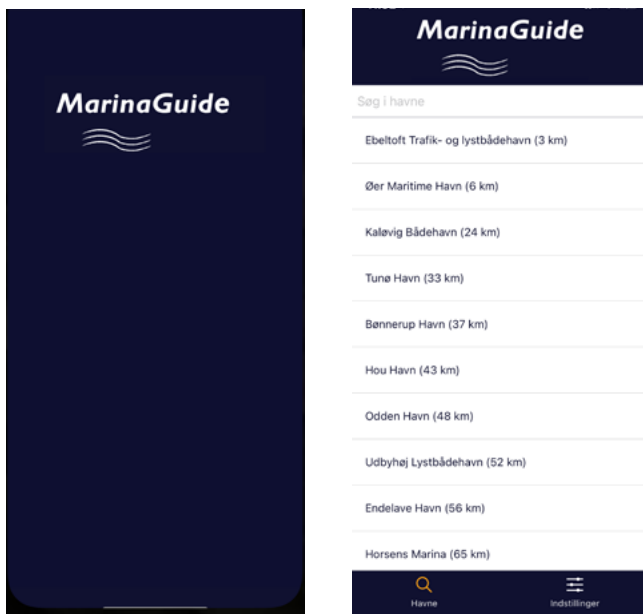 MarinaGuide
MarinaGuide
Søg i havne
Ebeltoft Trafik- og lystbådehavn (3 km)
Øer Maritime Havn (6 km)
Kaløvig Bådehavn (24 km)
Tunø Havn (33 km)
Bønnerup Havn (37 km)
Hou Havn (43 km)
Odden Havn (48 km)
Udbyhøj Lystbådehavn (52 km)
Endelave Havn (56 km)
Horsens Marina (65 km)
Havne
Indstillinger